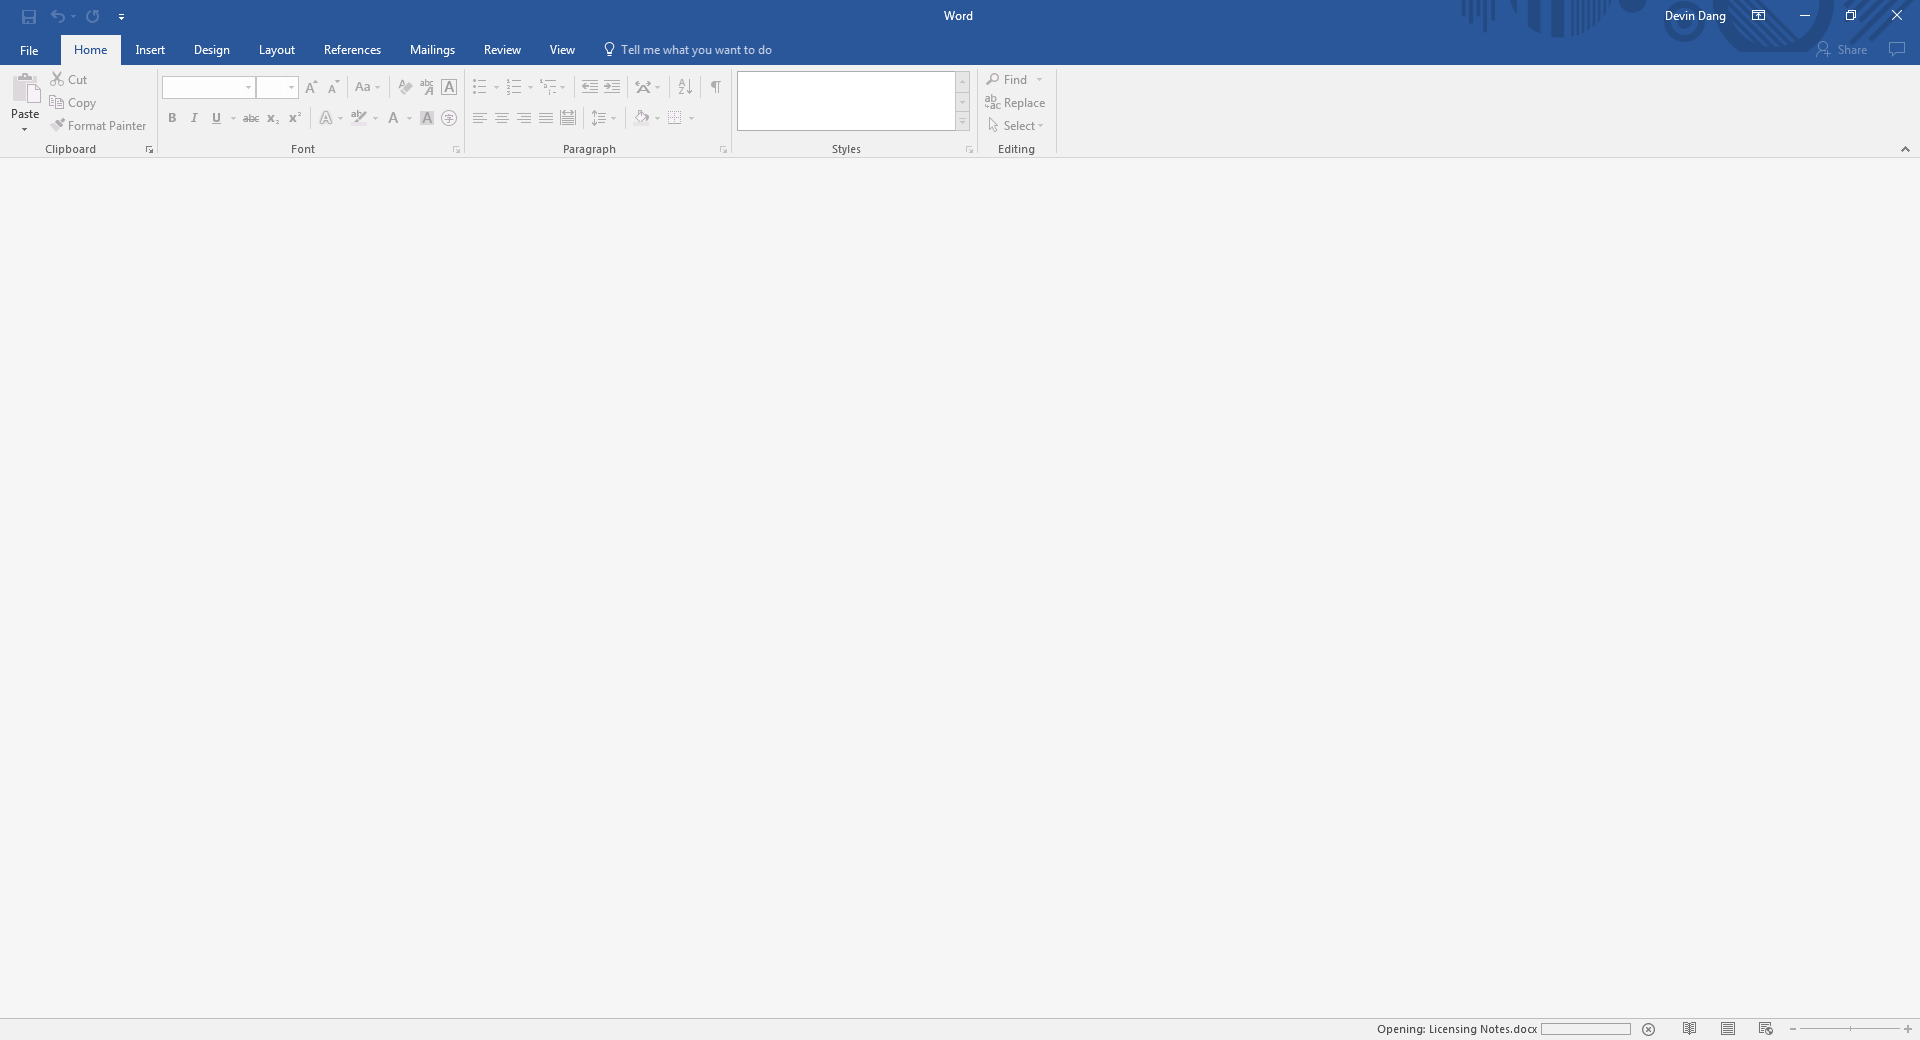 Word
Devin Dang
File Home Insert Design Layout References Mailings Review View Tell me what you want to do Share
Paste
Cut
Copy
Format Painter
Clipboard
Aa
B I U abc x₂ x²
Font
Paragraph
Styles
Find
Replace
Select
Editing
Opening: Licensing Notes.docx